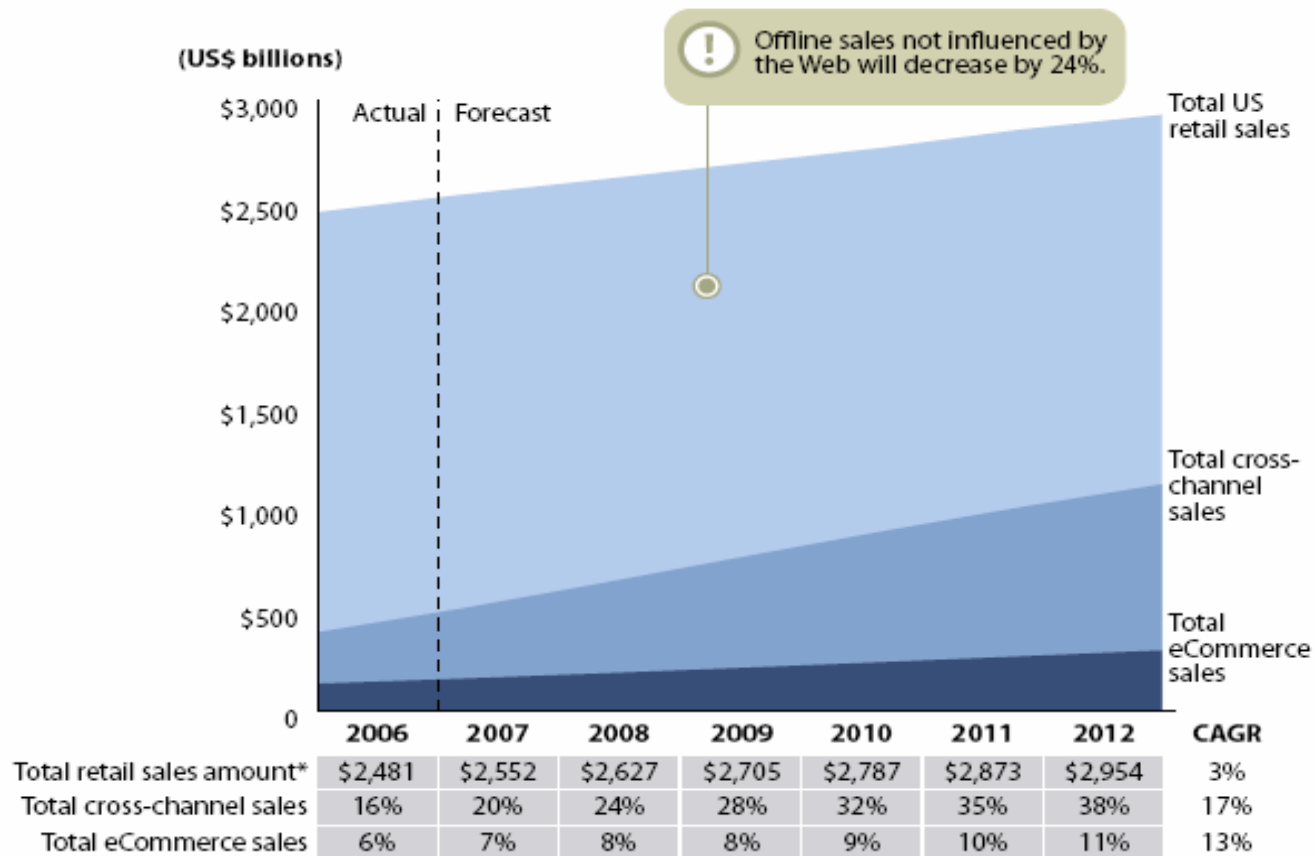 (US$ billions)
Offline sales not influenced by
the Web will decrease by 24%.
$3,000
Actual
Forecast
Total US
retail sales
$2,500
$2,000
$1,500
Total cross-
channel
sales
$1,000
$500
Total
eCommerce
sales
0
2006 2007 2008 2009 2010 2011 2012 CAGR
Total retail sales amount* $2,481 $2,552 $2,627 $2,705 $2,787 $2,873 $2,954 3%
Total cross-channel sales 16% 20% 24% 28% 32% 35% 38% 17%
Total eCommerce sales 6% 7% 8% 8% 9% 10% 11% 13%